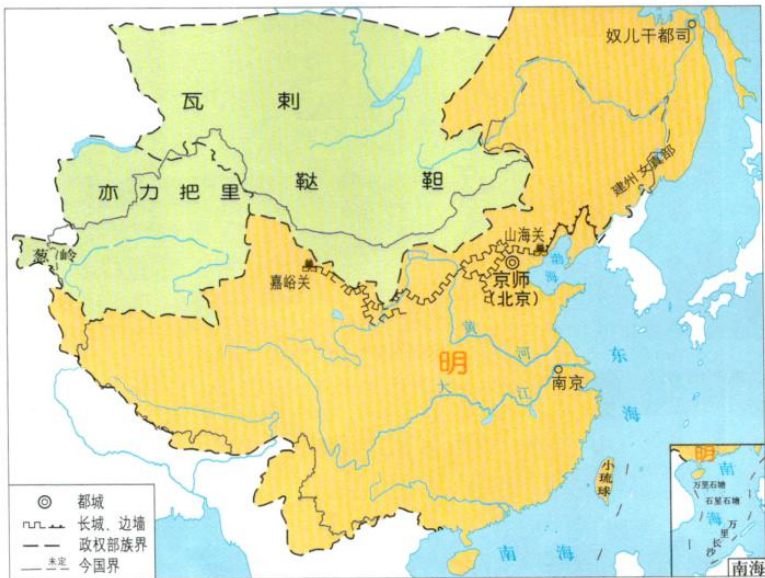 奴儿干都司
瓦剌
建州女真部
亦力把里
鞑靼
葱岭
山海关
渤海
京师
(北京)
嘉峪关
黄河
明
东海
长江
南京
小琉球
明
南海
万里石塘
石星石塘
万里长沙
南海
南海
都城
长城、边墙
政权部族界
未定
今国界